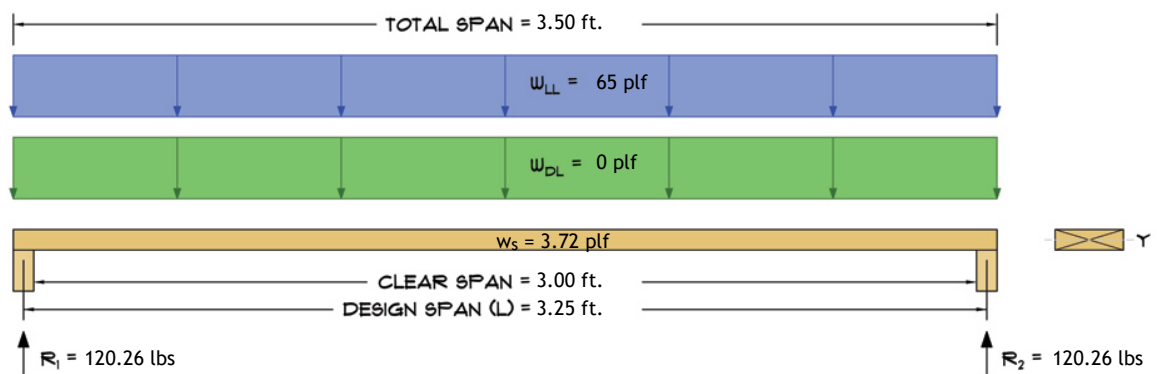 TOTAL SPAN = 3.50 ft.
WLL = 65 plf
WDL = 0 plf
ws = 3.72 plf
Y
CLEAR SPAN = 3.00 ft.
DESIGN SPAN (L) = 3.25 ft.
R1 = 120.26 lbs
R2 = 120.26 lbs